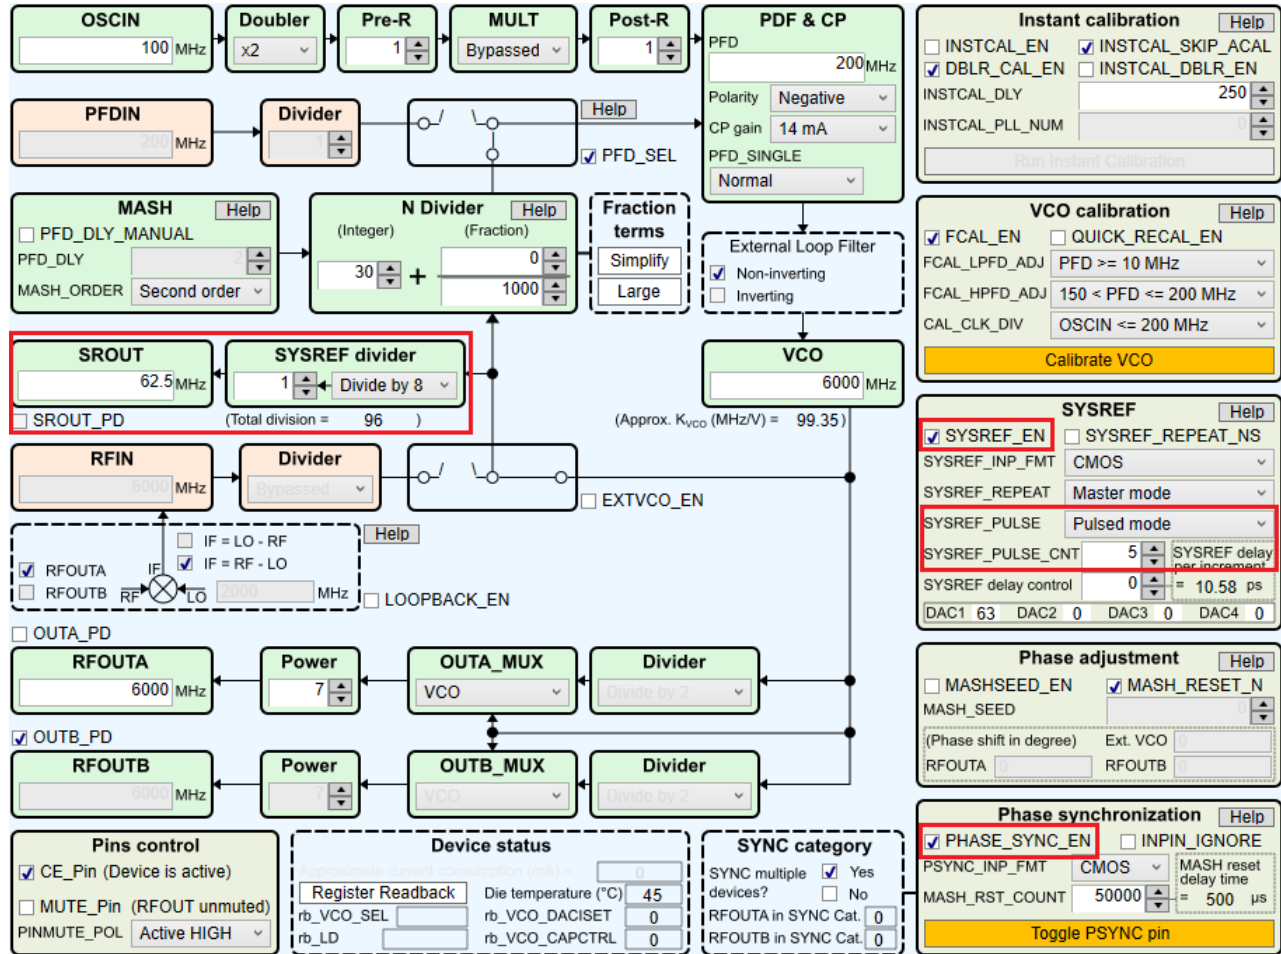 OSCIN
100 MHz
Doubler
x2
Pre-R
1
MULT
Bypassed
Post-R
1
PDF & CP
PFD
200 MHz
Polarity Negative
CP gain 14 mA
PFD_SINGLE
Normal
Instant calibration Help
INSTCAL_EN INSTCAL_SKIP_ACAL
DBLR_CAL_EN INSTCAL_DBLR_EN
INSTCAL_DLY 250
INSTCAL_PLL_NUM 0
Run Instant Calibration
PFDIN
200 MHz
Divider
1
Help
PFD_SEL
MASH Help
PFD_DLY_MANUAL
PFD_DLY 2
MASH_ORDER Second order
N Divider Help
(Integer) (Fraction)
30 + 0
1000
Fraction
terms
Simplify
Large
External Loop Filter
Non-inverting
Inverting
VCO calibration Help
FCAL_EN QUICK_RECAL_EN
FCAL_LPFD_ADJ PFD >= 10 MHz
FCAL_HPFD_ADJ 150 < PFD <= 200 MHz
CAL_CLK_DIV OSCIN <= 200 MHz
Calibrate VCO
SROUT
62.5 MHz
SROUT_PD
SYSREF divider
1 Divide by 8
(Total division = 96 )
VCO
6000 MHz
(Approx. KVCO (MHz/V) = 99.35)
SYSREF Help
SYSREF_EN SYSREF_REPEAT_NS
SYSREF_INP_FMT CMOS
SYSREF_REPEAT Master mode
SYSREF_PULSE Pulsed mode
SYSREF_PULSE_CNT 5 SYSREF delay
per increment
SYSREF delay control 0 = 10.58 ps
DAC1 63 DAC2 0 DAC3 0 DAC4 0
RFIN
6000 MHz
Divider
Bypassed
EXTVCO_EN
IF = LO - RF
IF = RF - LO
Help
RFOUTA
RFOUTB
IF
RF LO 2000 MHz
LOOPBACK_EN
OUTA_PD
RFOUTA
6000 MHz
Power
7
OUTA_MUX
VCO
Divider
Divide by 2
Phase adjustment Help
MASHSEED_EN MASH_RESET_N
MASH_SEED 0
(Phase shift in degree) Ext. VCO 0
RFOUTA 0 RFOUTB 0
OUTB_PD
RFOUTB
6000 MHz
Power
7
OUTB_MUX
VCO
Divider
Divide by 2
Phase synchronization Help
PHASE_SYNC_EN INPIN_IGNORE
PSYNC_INP_FMT CMOS MASH reset
delay time
MASH_RST_COUNT 50000 = 500 µs
Toggle PSYNC pin
Pins control
CE_Pin (Device is active)
MUTE_Pin (RFOUT unmuted)
PINMUTE_POL Active HIGH
Device status
Approximate current consumption (mA) = 0
Register Readback Die temperature (°C) 45
rb_VCO_SEL rb_VCO_DACISET 0
rb_LD rb_VCO_CAPCTRL 0
SYNC category
SYNC multiple Yes
devices? No
RFOUTA in SYNC Cat. 0
RFOUTB in SYNC Cat. 0